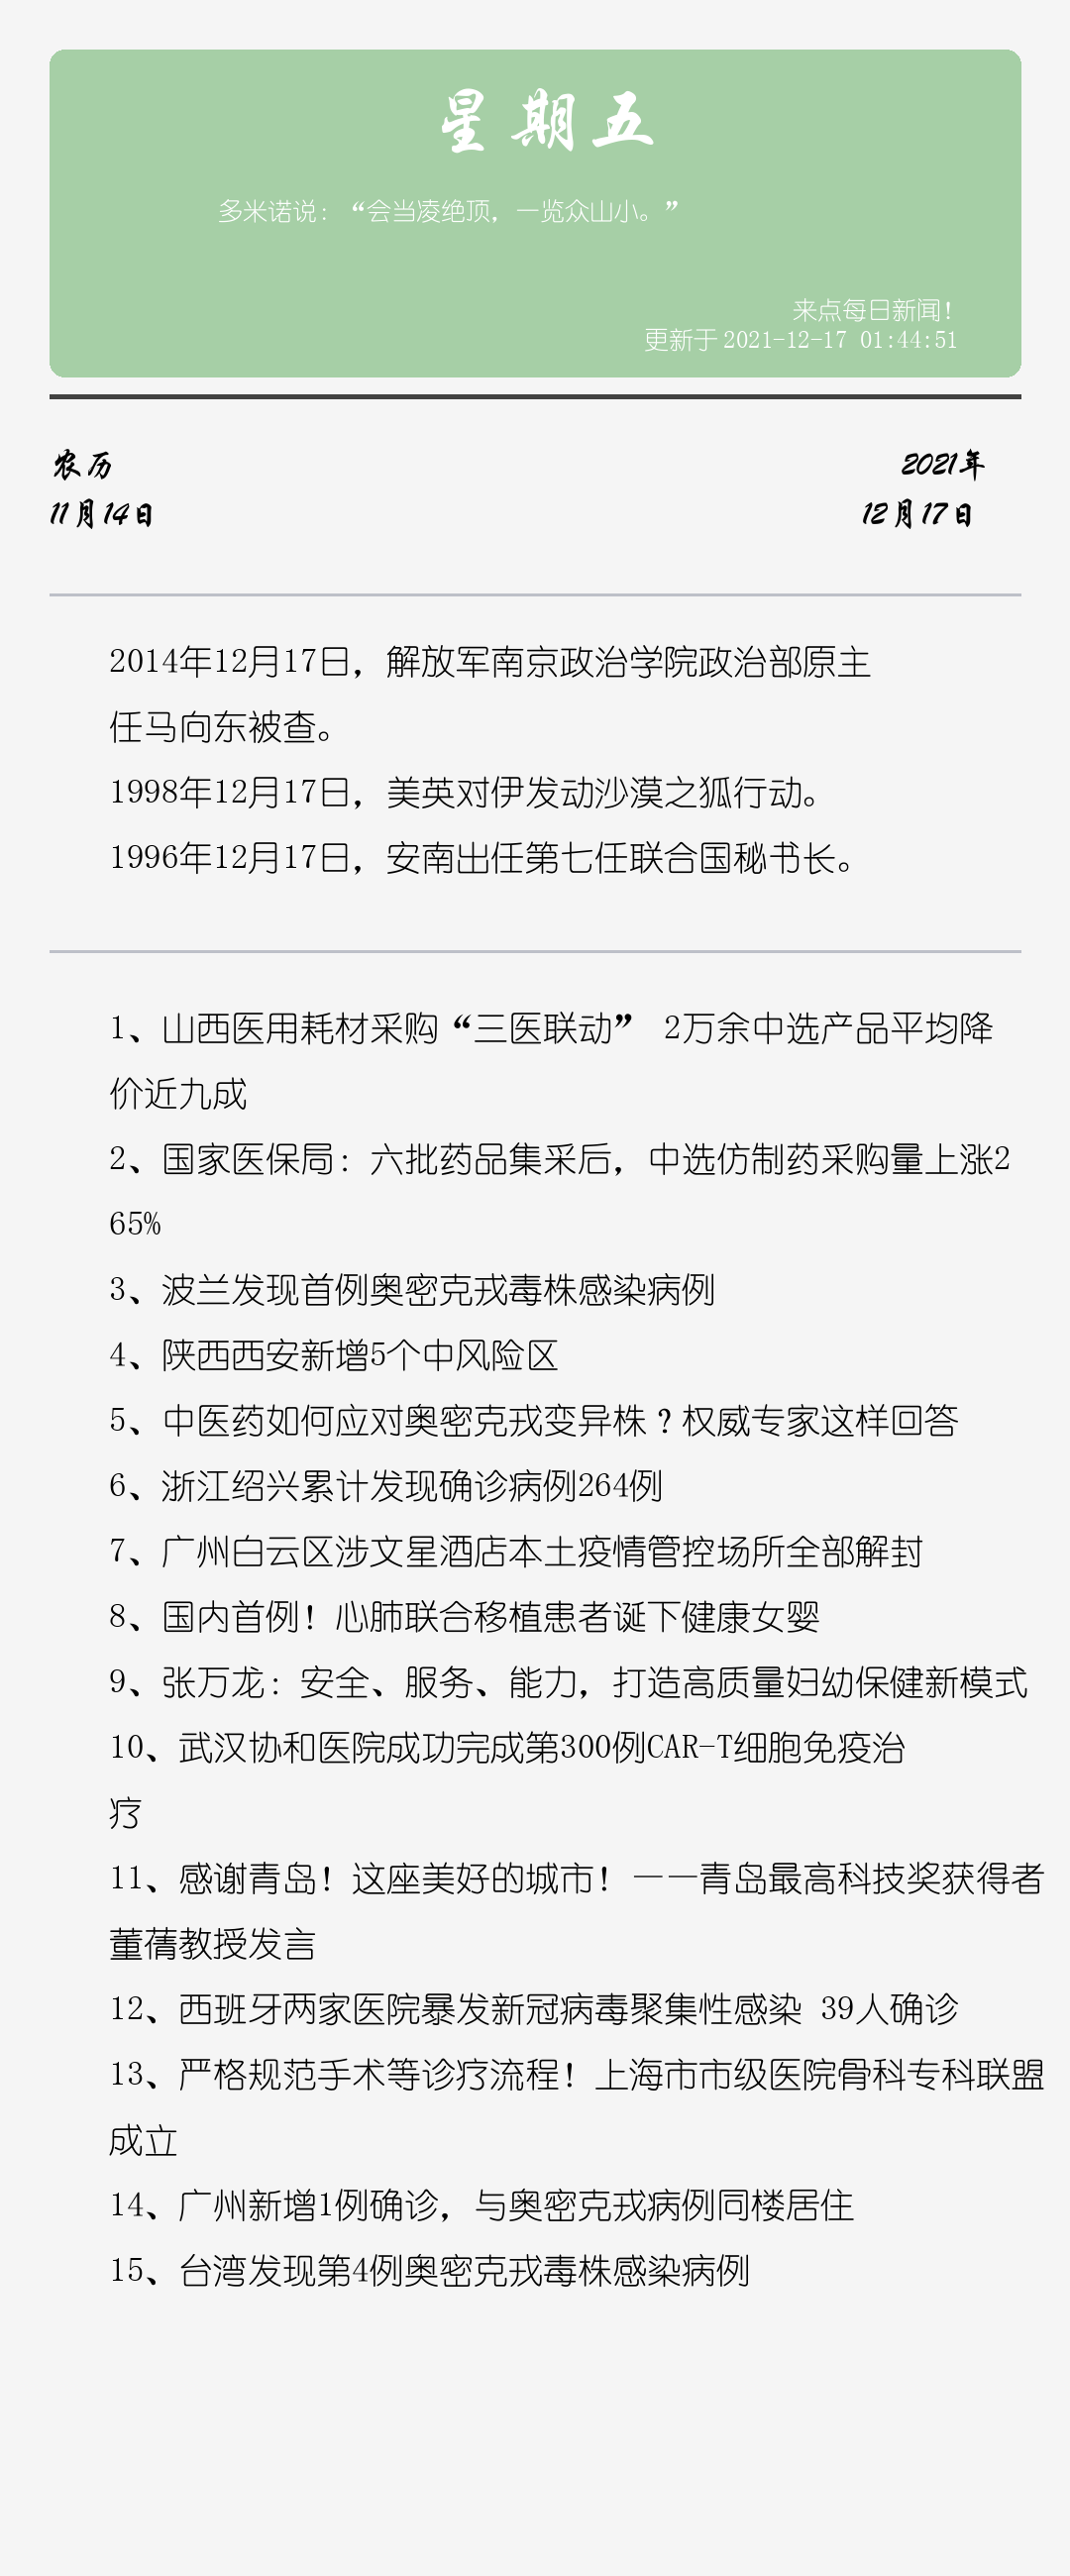 星期五
多米诺说：“会当凌绝顶，一览众山小。”
来点每日新闻！
更新于 2021-12-17 01:44:51
农历
2021年
11月14日
12月17日
2014年12月17日，解放军南京政治学院政治部原主
任马向东被查。
1998年12月17日，美英对伊发动沙漠之狐行动。
1996年12月17日，安南出任第七任联合国秘书长。
1、山西医用耗材采购“三医联动” 2万余中选产品平均降
价近九成
2、国家医保局：六批药品集采后，中选仿制药采购量上涨2
65%
3、波兰发现首例奥密克戎毒株感染病例
4、陕西西安新增5个中风险区
5、中医药如何应对奥密克戎变异株？权威专家这样回答
6、浙江绍兴累计发现确诊病例264例
7、广州白云区涉文星酒店本土疫情管控场所全部解封
8、国内首例！心肺联合移植患者诞下健康女婴
9、张万龙：安全、服务、能力，打造高质量妇幼保健新模式
10、武汉协和医院成功完成第300例CAR-T细胞免疫治
疗
11、感谢青岛！这座美好的城市！——青岛最高科技奖获得者
董蒨教授发言
12、西班牙两家医院暴发新冠病毒聚集性感染 39人确诊
13、严格规范手术等诊疗流程！上海市市级医院骨科专科联盟
成立
14、广州新增1例确诊，与奥密克戎病例同楼居住
15、台湾发现第4例奥密克戎毒株感染病例